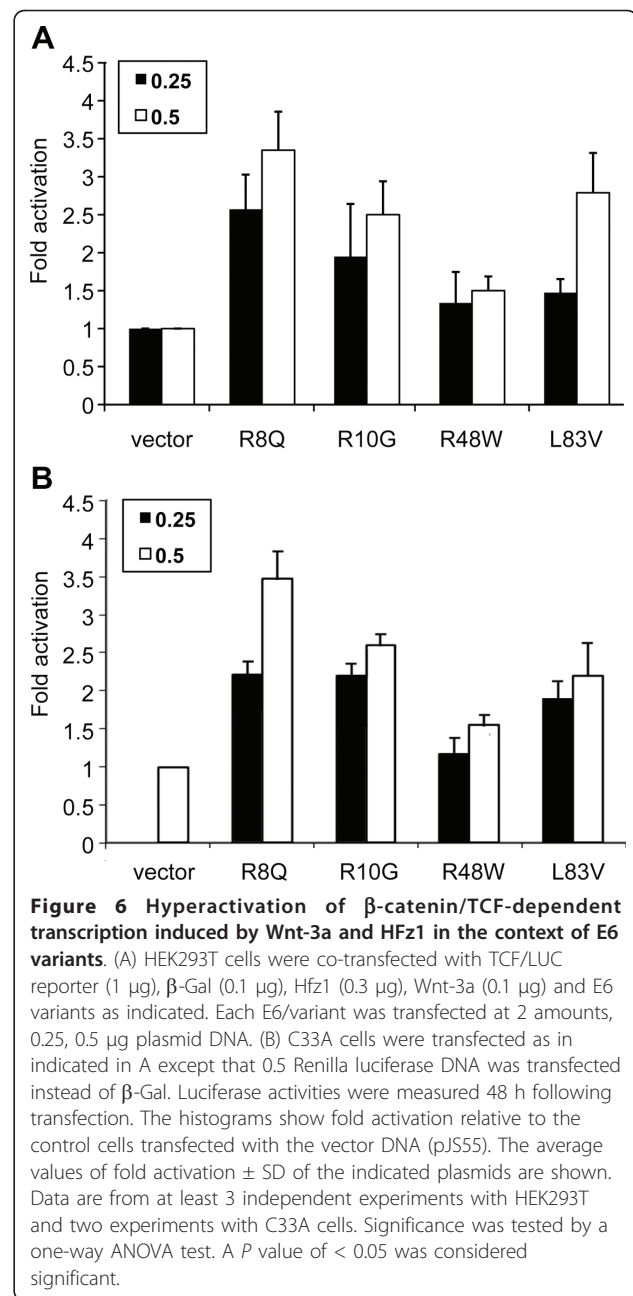 A
4.5
4
3.5
3
2.5
2
1.5
1
0.5
0
Fold activation
0.25
0.5
vector R8Q R10G R48W L83V
B
4.5
4
3.5
3
2.5
2
1.5
1
0.5
0
Fold activation
0.25
0.5
vector R8Q R10G R48W L83V
Figure 6 Hyperactivation of β-catenin/TCF-dependent
transcription induced by Wnt-3a and HFz1 in the context of E6
variants. (A) HEK293T cells were co-transfected with TCF/LUC
reporter (1 μg), β-Gal (0.1 μg), Hfz1 (0.3 μg), Wnt-3a (0.1 μg) and E6
variants as indicated. Each E6/variant was transfected at 2 amounts,
0.25, 0.5 μg plasmid DNA. (B) C33A cells were transfected as in
indicated in A except that 0.5 Renilla luciferase DNA was transfected
instead of β-Gal. Luciferase activities were measured 48 h following
transfection. The histograms show fold activation relative to the
control cells transfected with the vector DNA (pJS55). The average
values of fold activation ± SD of the indicated plasmids are shown.
Data are from at least 3 independent experiments with HEK293T
and two experiments with C33A cells. Significance was tested by a
one-way ANOVA test. A P value of < 0.05 was considered
significant.